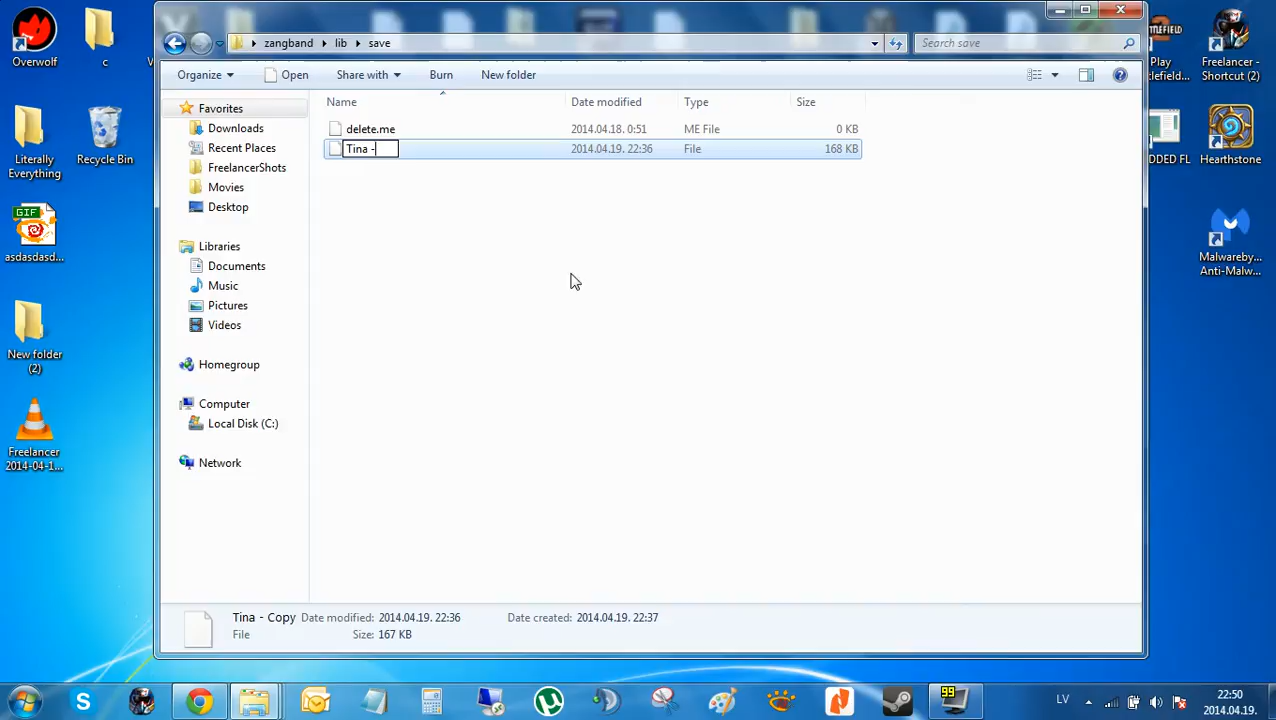 Overwolf
c
Literally
Everything
Recycle Bin
GIF
asdasdasd...
New folder
(2)
Freelancer
2014-04-1...
zangband
lib
save
Search save
Organize
Open
Share with
Burn
New folder
Favorites
Downloads
Recent Places
FreelancerShots
Movies
Desktop
Libraries
Documents
Music
Pictures
Videos
Homegroup
Computer
Local Disk (C:)
Network
Name
Date modified
Type
Size
delete.me
2014.04.18. 0:51
ME File
0 KB
Tina -
2014.04.19. 22:36
File
168 KB
Tina - Copy
Date modified: 2014.04.19. 22:36
Date created: 2014.04.19. 22:37
File
Size: 167 KB
Play
tlefield...
Freelancer -
Shortcut (2)
DDED FL
Hearthstone
Malwareby...
Anti-Malw...
99
LV
22:50
2014.04.19.